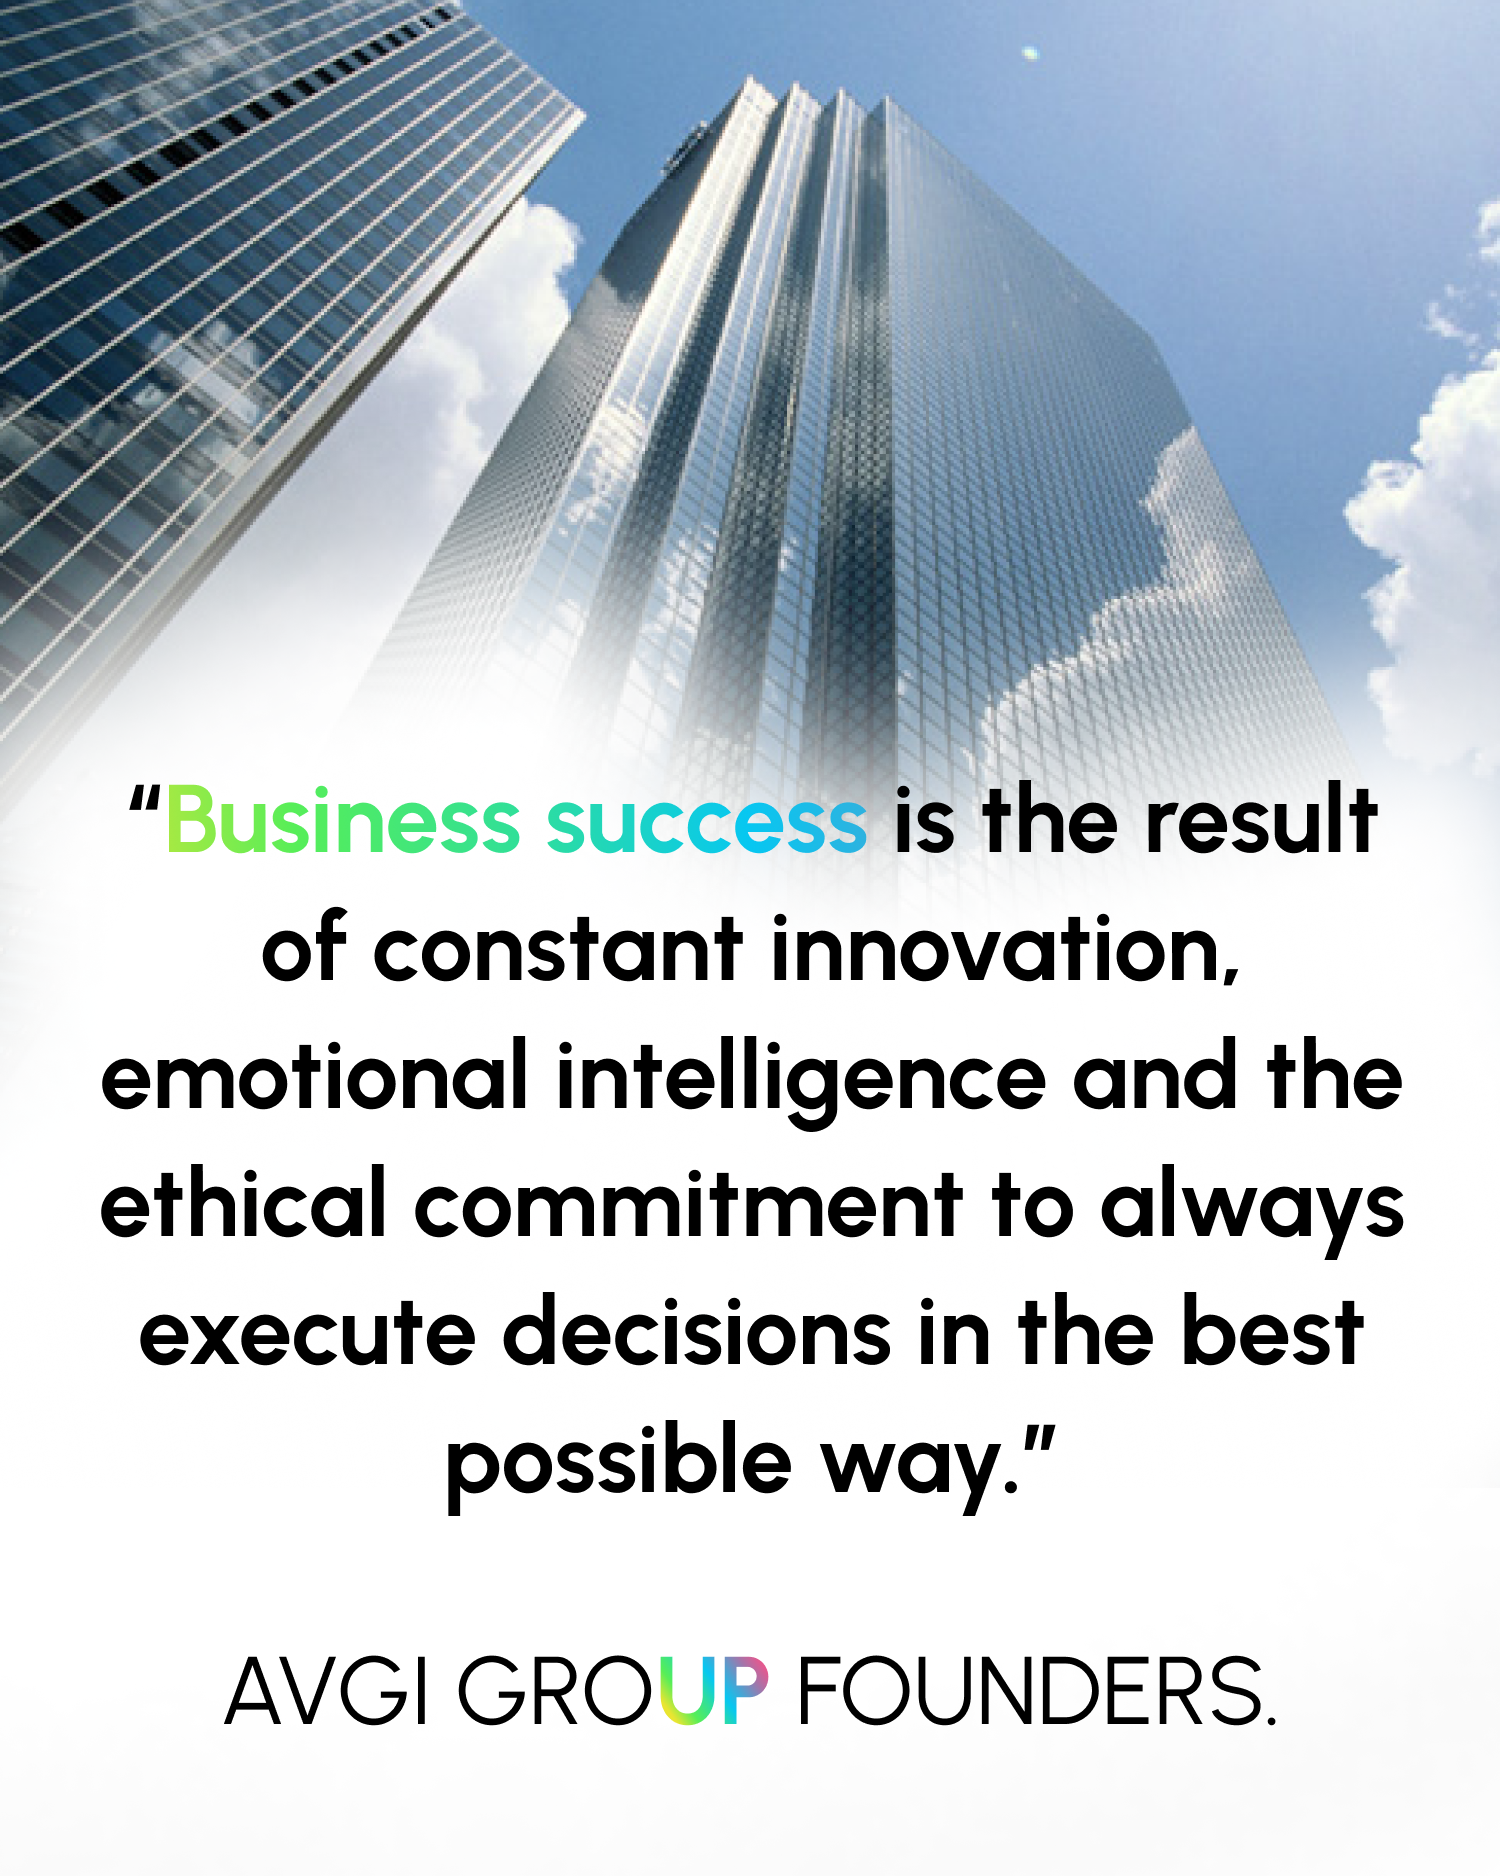 “Business success is the result
of constant innovation,
emotional intelligence and the
ethical commitment to always
execute decisions in the best
possible way.”
AVGI GROUP FOUNDERS.